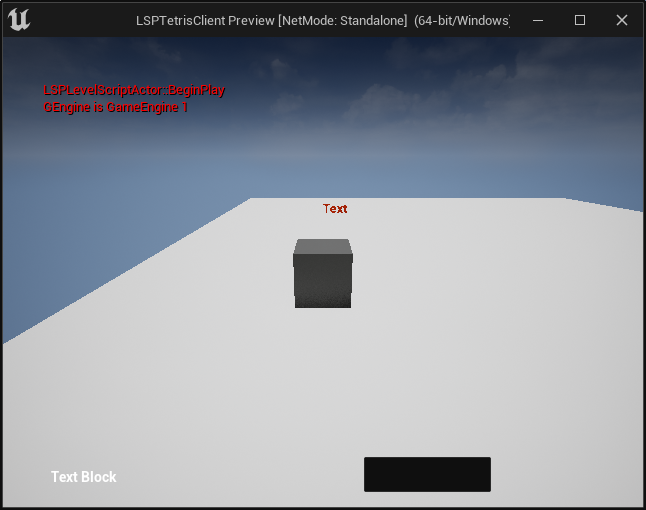 LSPTetrisClient Preview [NetMode: Standalone] (64-bit/Windows)
LSPLevelScriptActor::BeginPlay
GEngine is GameEngine 1
Text
Text Block